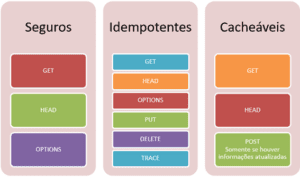 Seguros
GET
HEAD
OPTIONS
Idempotentes
GET
HEAD
OPTIONS
PUT
DELETE
TRACE
Cacheáveis
GET
HEAD
POST
Somente se houver
informações atualizadas